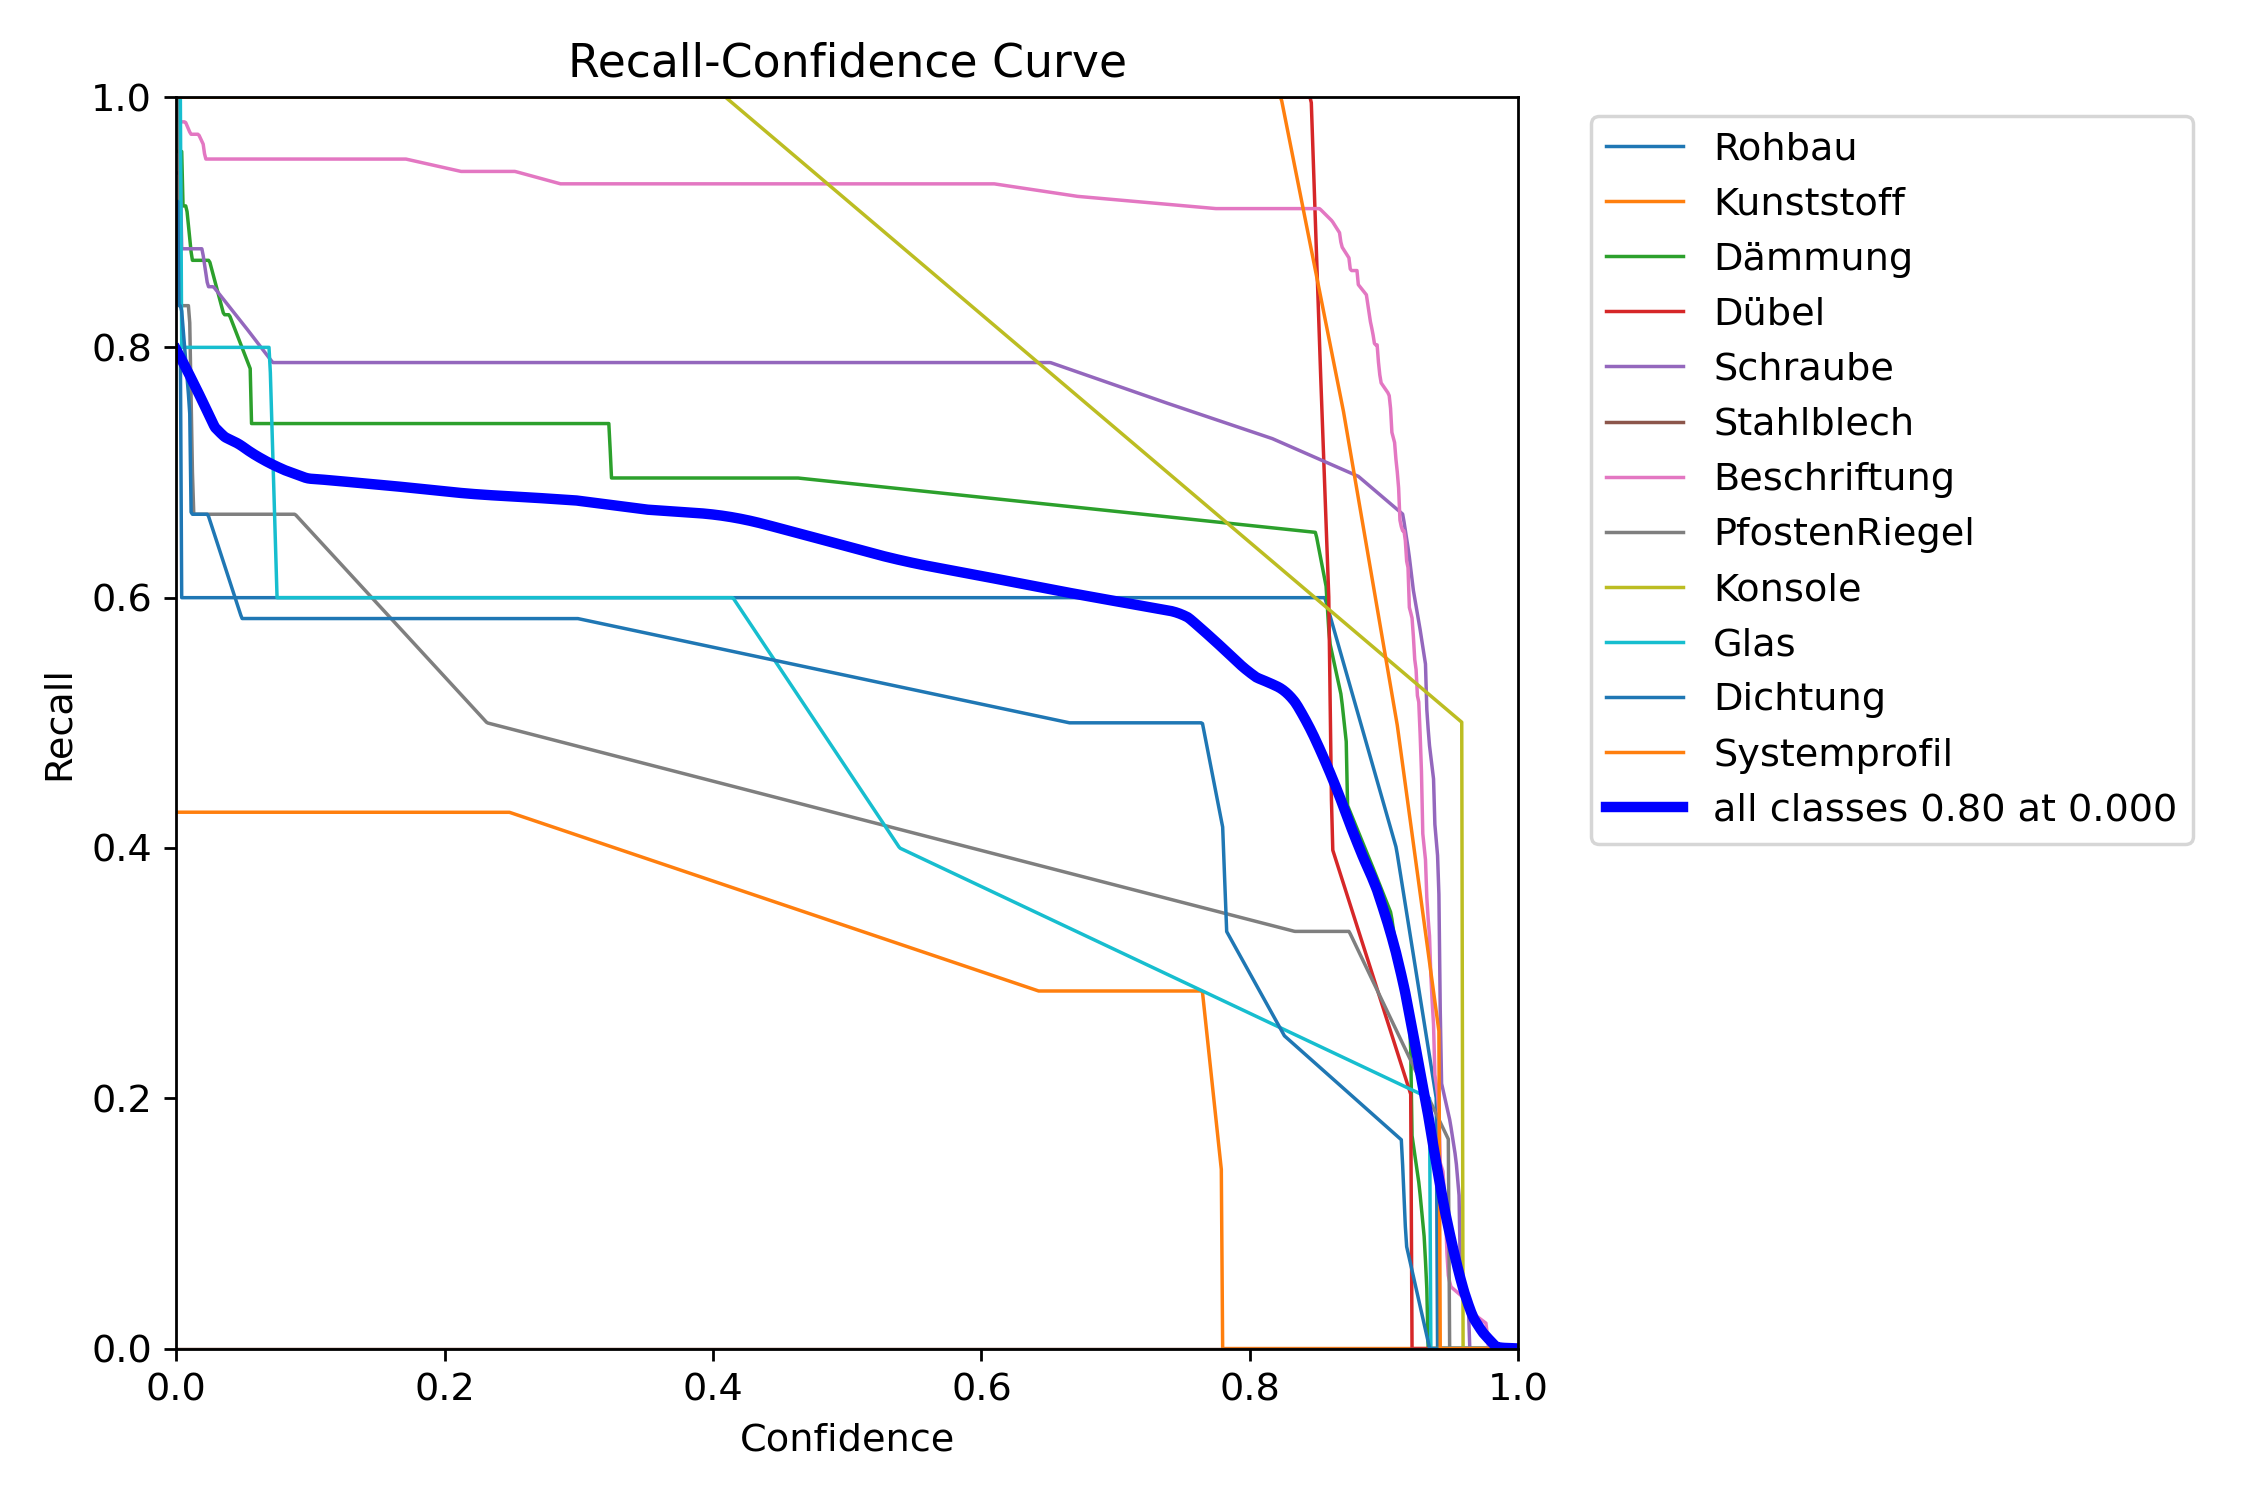 Recall-Confidence Curve
1.0
0.8
0.6
0.4
0.2
0.0
Recall
0.0 0.2 0.4 0.6 0.8 1.0
Confidence
Rohbau
Kunststoff
Dämmung
Dübel
Schraube
Stahlblech
Beschriftung
PfostenRiegel
Konsole
Glas
Dichtung
Systemprofil
all classes 0.80 at 0.000